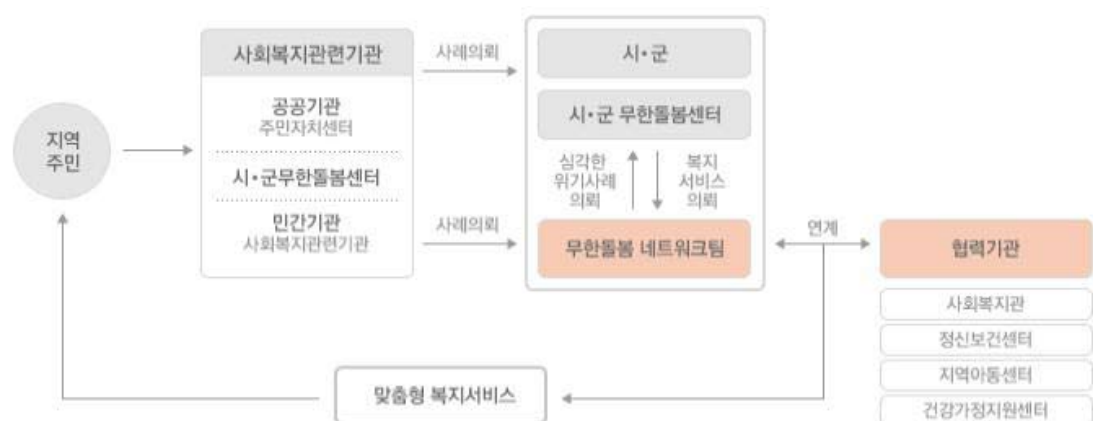 지역
주민
사회복지관련기관
공공기관
주민자치센터
시•군무한돌봄센터
민간기관
사회복지관련기관
사례의뢰
사례의뢰
시•군
시•군 무한돌봄센터
심각한
위기사례
의뢰
복지
서비스
의뢰
무한돌봄 네트워크팀
연계
협력기관
사회복지관
정신보건센터
지역아동센터
건강가정지원센터
맞춤형 복지서비스